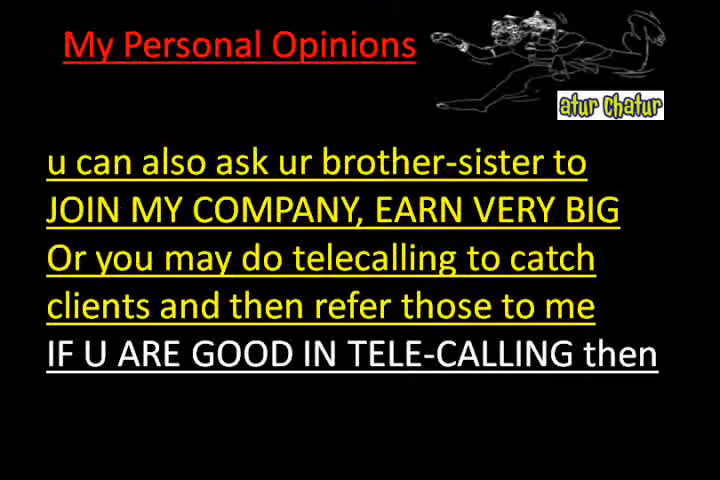 My Personal Opinions
atur chatur
u can also ask ur brother-sister to
JOIN MY COMPANY, EARN VERY BIG
Or you may do telecalling to catch
clients and then refer those to me
IF U ARE GOOD IN TELE-CALLING then